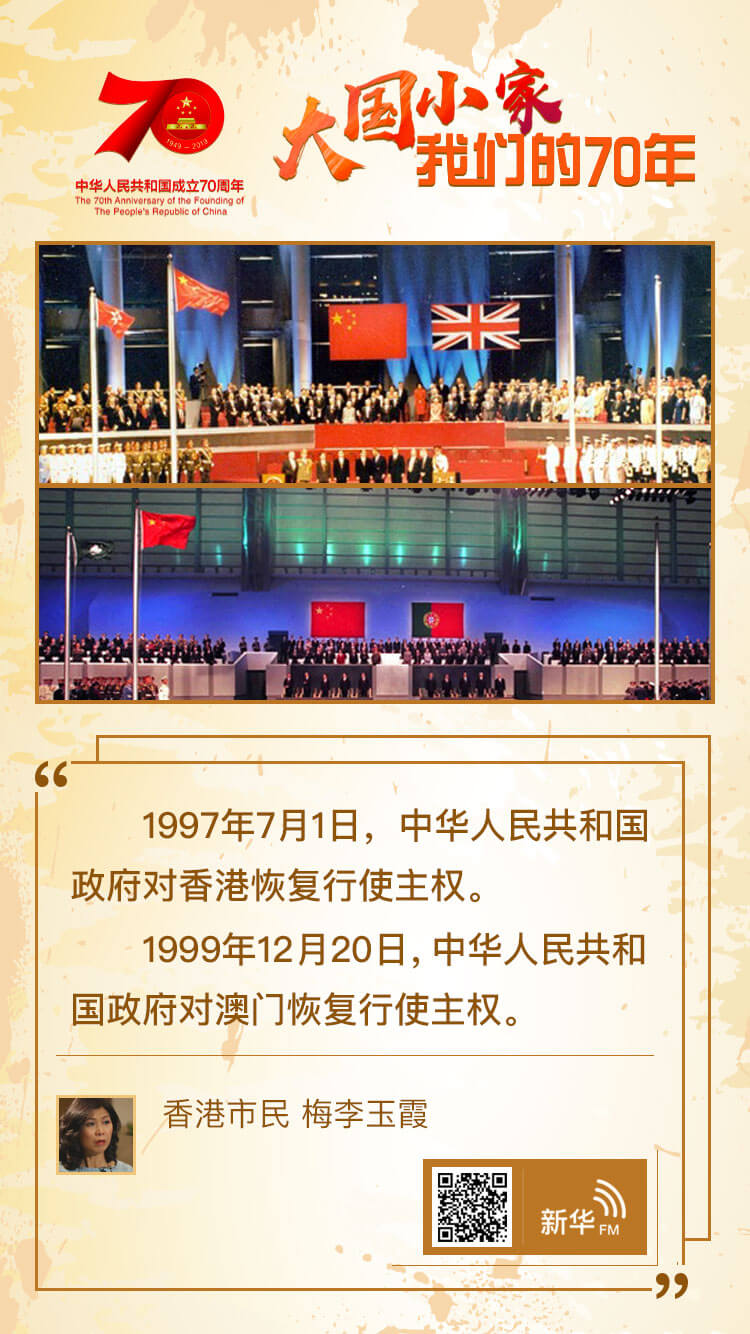 70
1949-2019
中华人民共和国成立70周年
The 70th Anniversary of the Founding of
The People's Republic of China
大国小家
我们的70年
“
1997年7月1日，中华人民共和国
政府对香港恢复行使主权。
1999年12月20日，中华人民共和
国政府对澳门恢复行使主权。
香港市民 梅李玉霞
新华FM
”